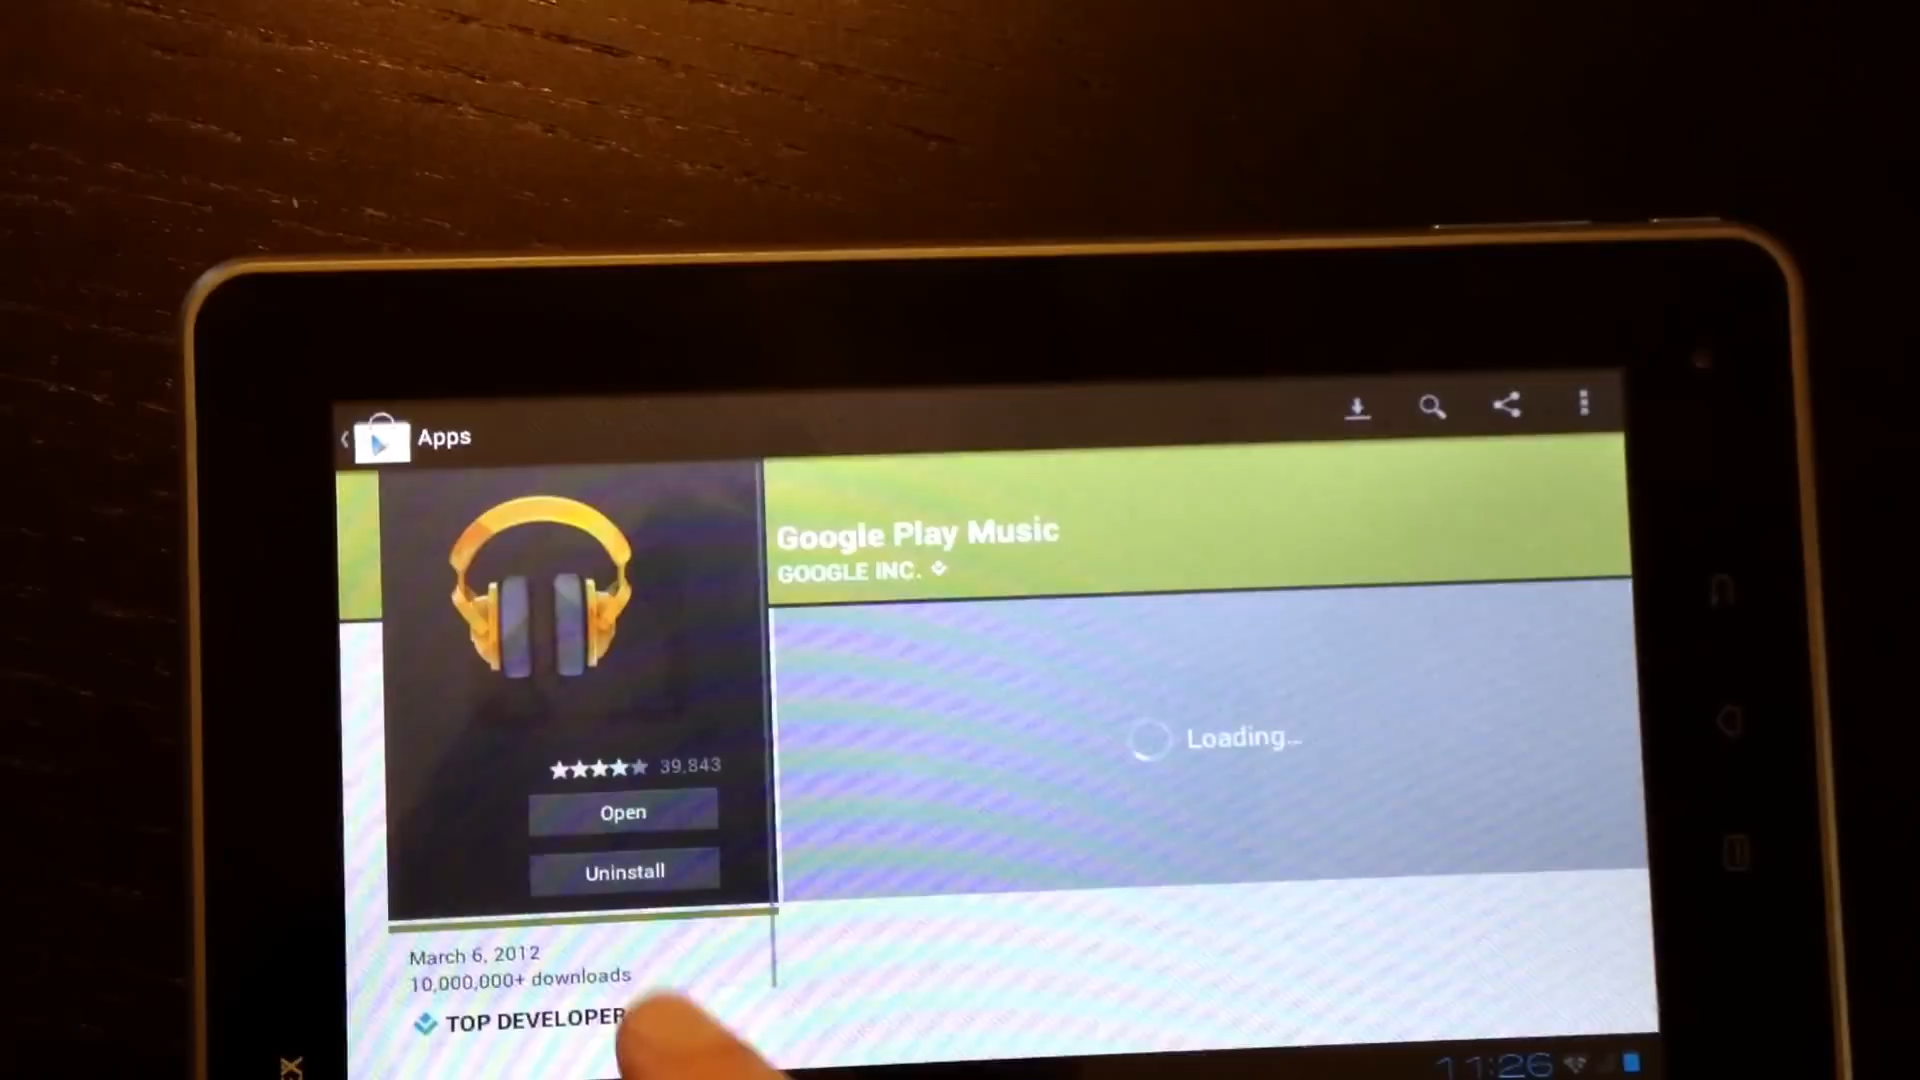 Apps
Google Play Music
GOOGLE INC.
Loading...
39,843
Open
Uninstall
March 6, 2012
10,000,000+ downloads
TOP DEVELOPER
11:26